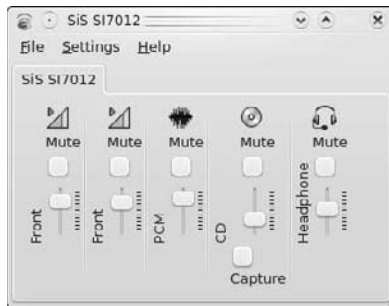 SiS SI7012
File Settings Help
SiS SI7012
Mute Mute Mute Mute Mute
Front Front PCM CD Headphone
Capture